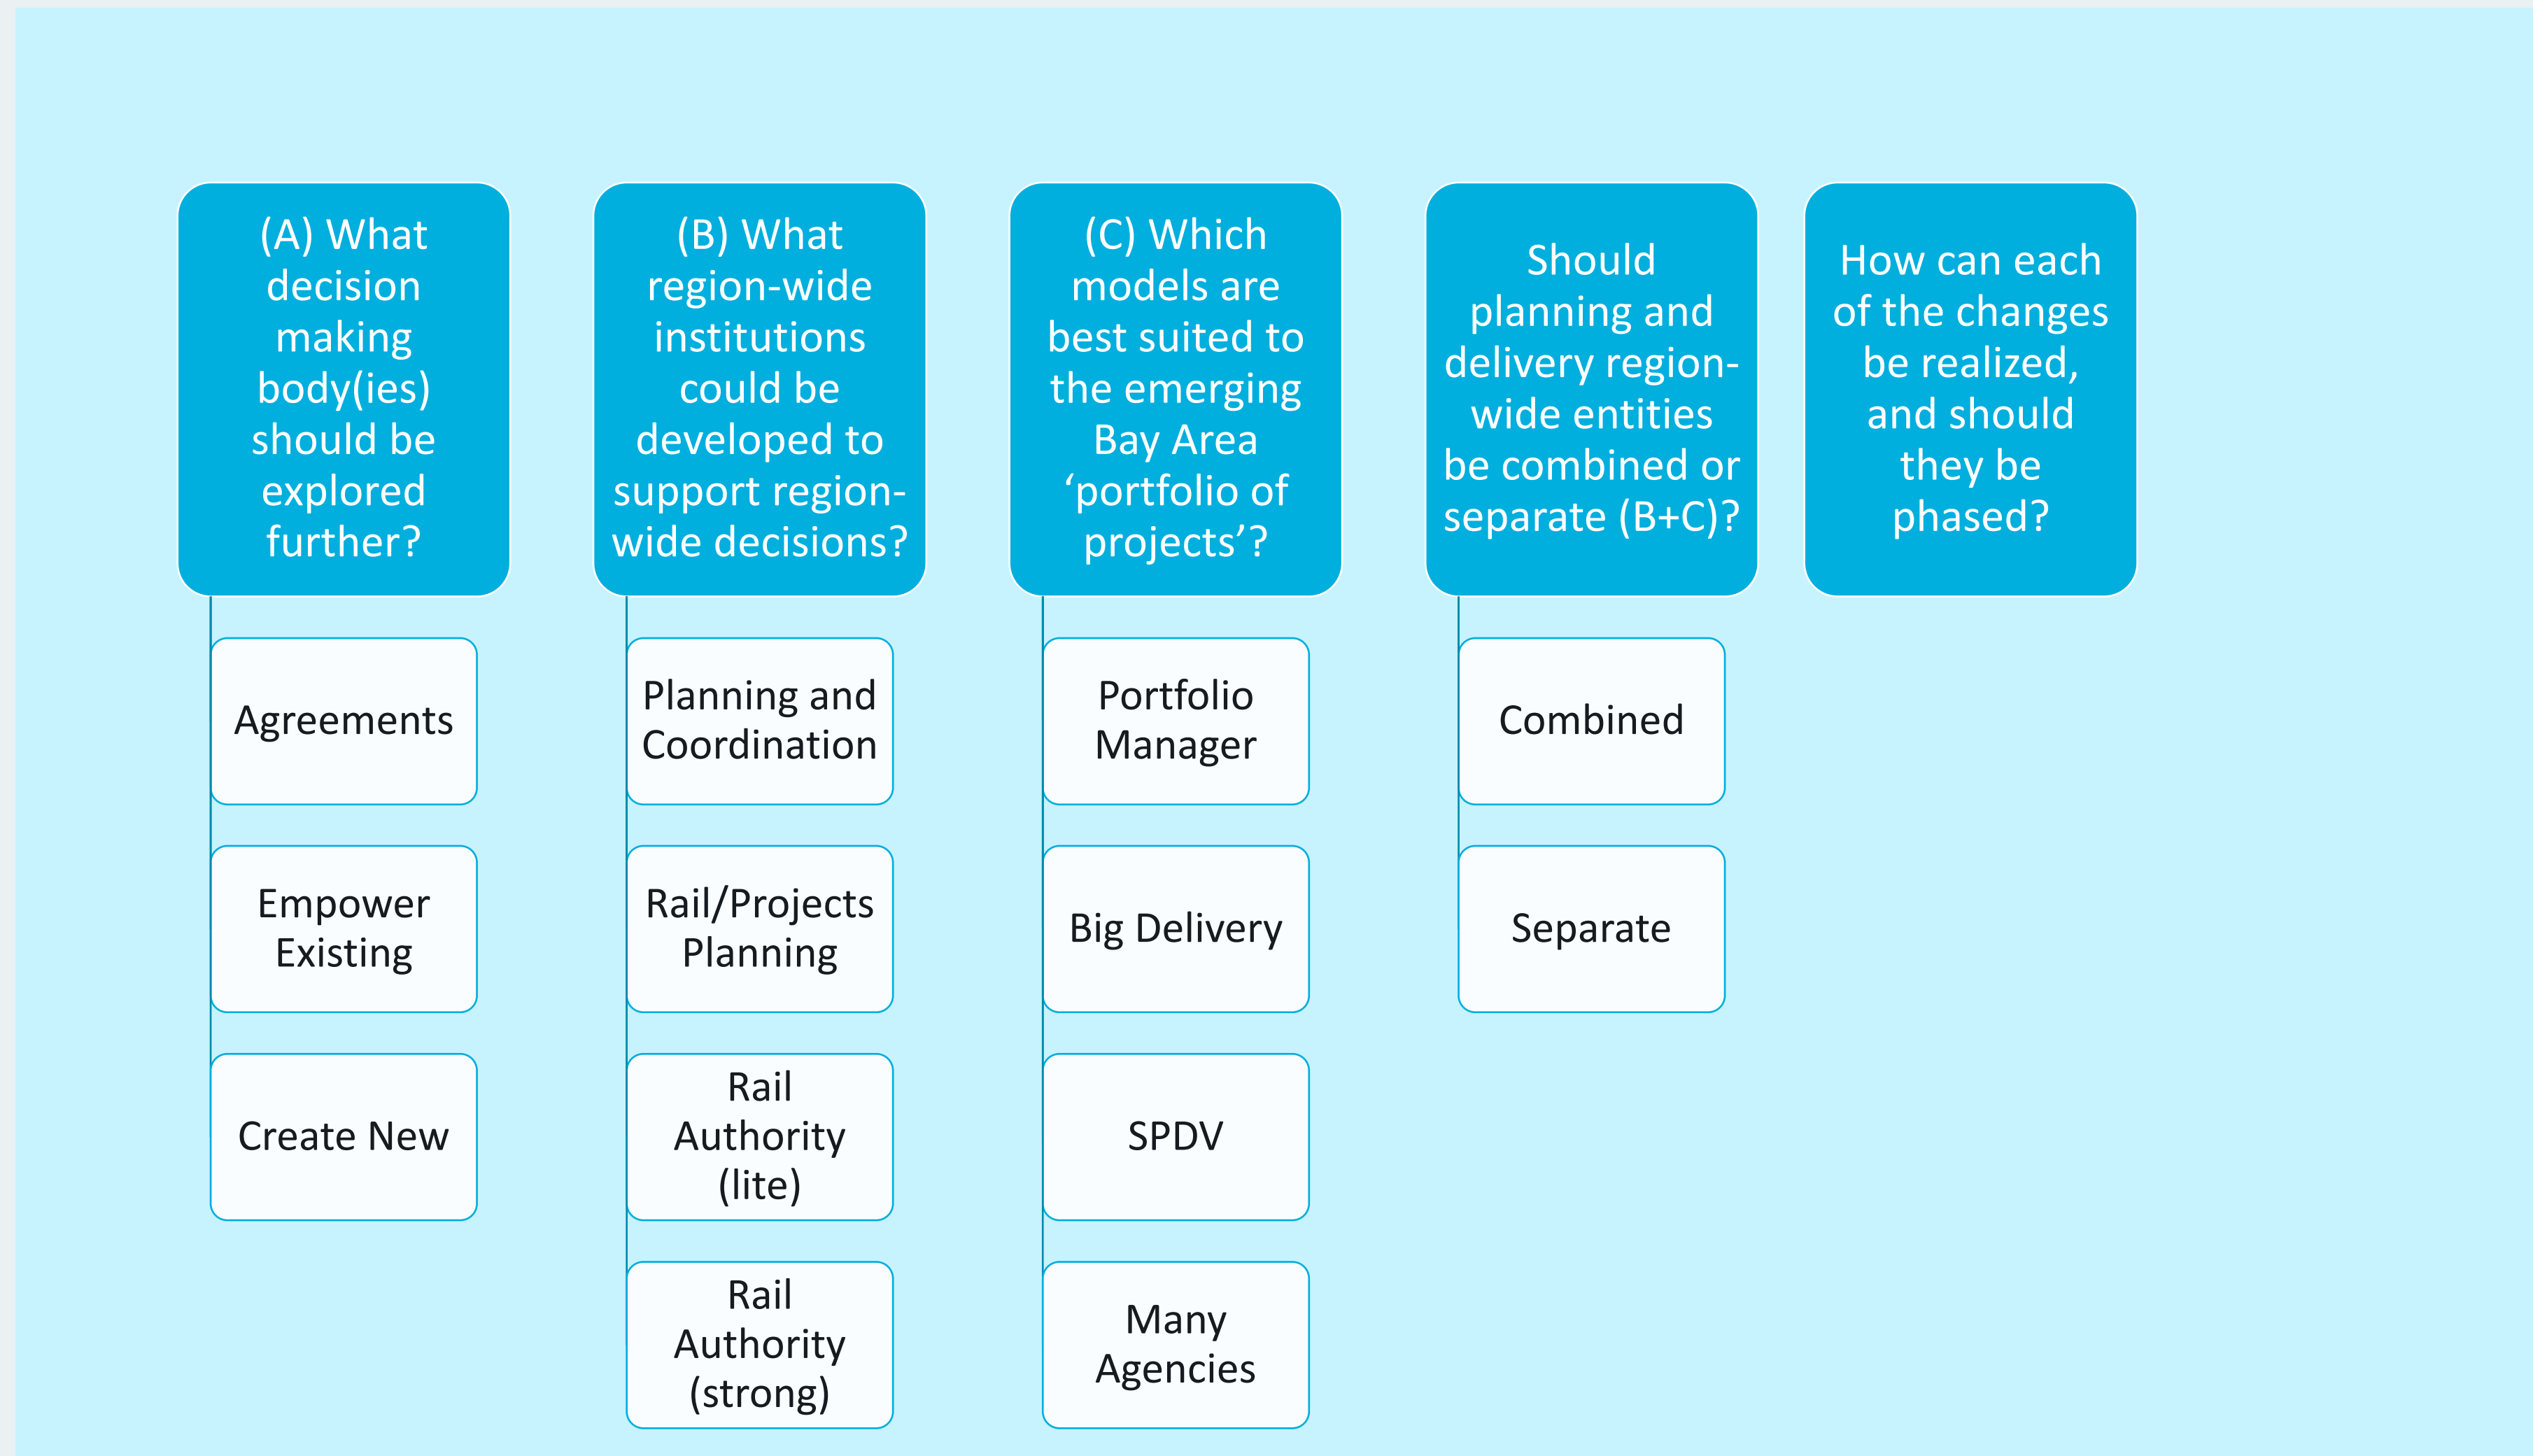 (A) What
decision
making
body(ies)
should be
explored
further?
Agreements
Empower
Existing
Create New
(B) What
region-wide
institutions
could be
developed to
support region-
wide decisions?
Planning and
Coordination
Rail/Projects
Planning
Rail
Authority
(lite)
Rail
Authority
(strong)
(C) Which
models are
best suited to
the emerging
Bay Area
‘portfolio of
projects’?
Portfolio
Manager
Big Delivery
SPDV
Many
Agencies
Should
planning and
delivery region-
wide entities
be combined or
separate (B+C)?
Combined
Separate
How can each
of the changes
be realized,
and should
they be
phased?